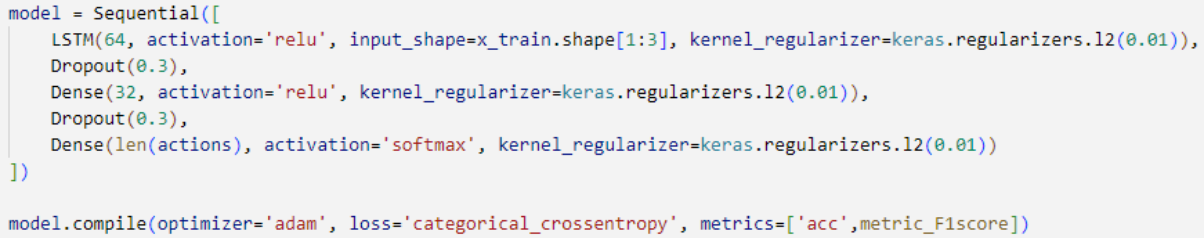 model = Sequential([
    LSTM(64, activation='relu', input_shape=x_train.shape[1:3], kernel_regularizer=keras.regularizers.l2(0.01)),
    Dropout(0.3),
    Dense(32, activation='relu', kernel_regularizer=keras.regularizers.l2(0.01)),
    Dropout(0.3),
    Dense(len(actions), activation='softmax', kernel_regularizer=keras.regularizers.l2(0.01))
])
model.compile(optimizer='adam', loss='categorical_crossentropy', metrics=['acc',metric_F1score])